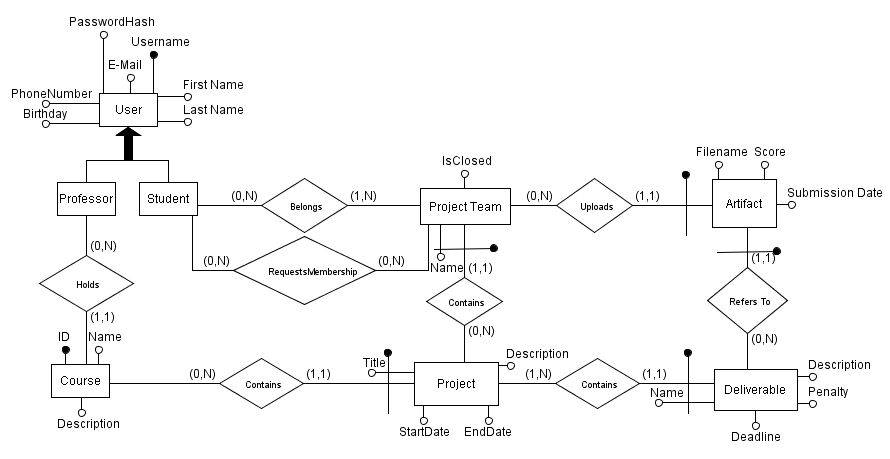 PasswordHash
Username
E-Mail
PhoneNumber
First Name
Birthday
User
Last Name
IsClosed
Filename Score
Professor
Student
(0,N)
Belongs
(1,N)
Project Team
(0,N)
Uploads
(1,1)
Artifact
Submission Date
(0,N)
(0,N)
RequestsMembership
(0,N)
Name
(1,1)
(1,1)
Holds
Contains
Refers To
(1,1)
(0,N)
(0,N)
ID
Name
Course
(0,N)
Contains
(1,1)
Title
Description
Project
(1,N)
Contains
(1,1)
Name
Deliverable
Description
Penalty
Description
StartDate
EndDate
Deadline